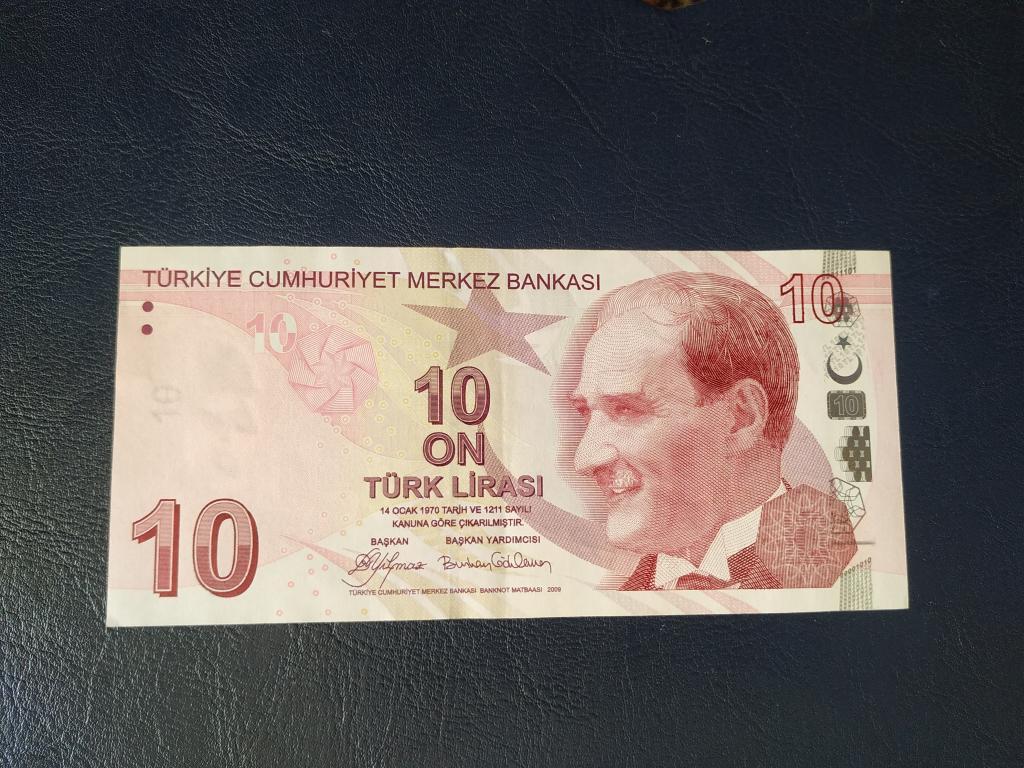 TÜRKİYE CUMHURİYET MERKEZ BANKASI
10
10
10
10
ON
TÜRK LİRASI
14 OCAK 1970 TARİH VE 1211 SAYILI
KANUNA GÖRE ÇIKARILMIŞTIR.
BAŞKAN BAŞKAN YARDIMCISI
10
10
TÜRKİYE CUMHURİYET MERKEZ BANKASI BANKNOT MATBAASI 2009